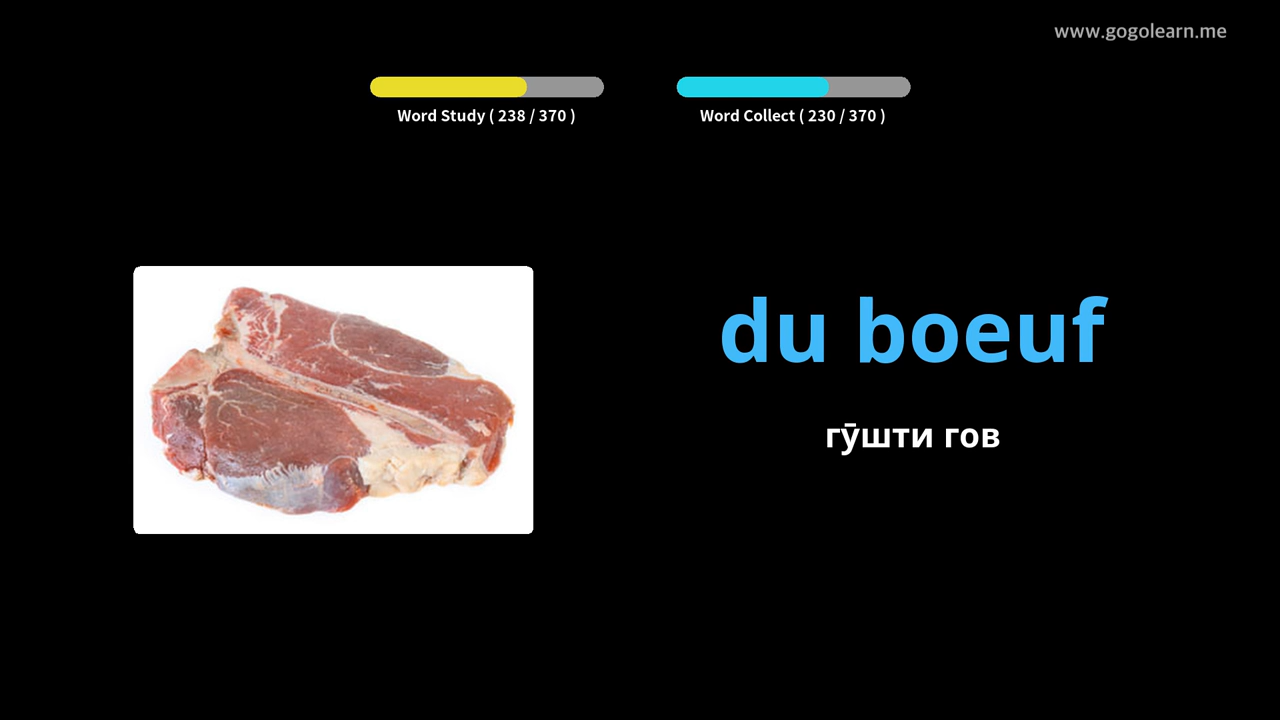 www.gogolearn.me
Word Study ( 238 / 370 )
Word Collect ( 230 / 370 )
du boeuf
гӯшти гов